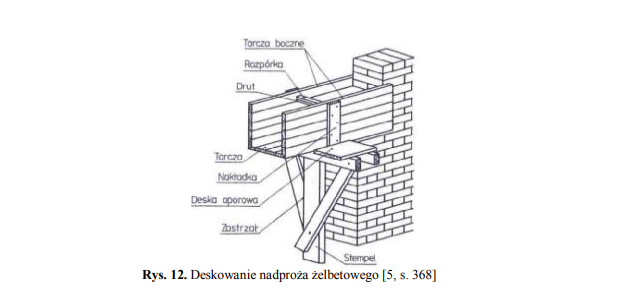 Tarcza boczne
Rozpórka
Drut
Tarcza
Nakładka
Deska oporowa
Zastrzał
Stempel
Rys. 12. Deskowanie nadproża żelbetowego [5, s. 368]